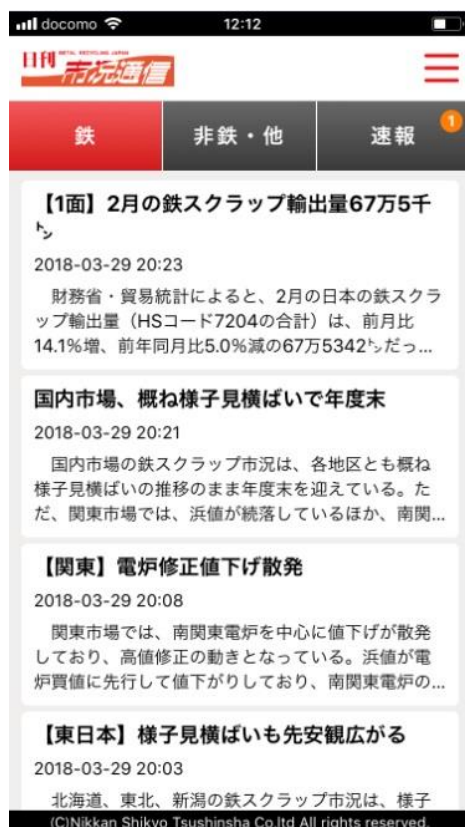 docomo 12:12
日刊 市况通信
METAL RECYCLING JAPAN
鉄 非鉄・他 速報 1
【1面】2月の鉄スクラップ輸出量67万5千
㌧
2018-03-29 20:23
財務省・貿易統計によると、2月の日本の鉄スクラ
ップ輸出量（HSコード7204の合計）は、前月比
14.1%増、前年同月比5.0%減の67万5342㌧だっ...
国内市場、概ね様子見横ばいで年度末
2018-03-29 20:21
国内市場の鉄スクラップ市況は、各地区とも概ね
様子見横ばいの推移のまま年度末を迎えている。た
だ、関東市場では、浜値が続落しているほか、南関...
【関東】電炉修正値下げ散発
2018-03-29 20:08
関東市場では、南関東電炉を中心に値下げが散発
しており、高値修正の動きとなっている。浜値が電
炉買値に先行して値下がりしており、南関東電炉の...
【東日本】様子見横ばいも先安観広がる
2018-03-29 20:03
北海道、東北、新潟の鉄スクラップ市況は、様子
(C)Nikkan Shikyo Tsushinsha Co.ltd All rights reserved.